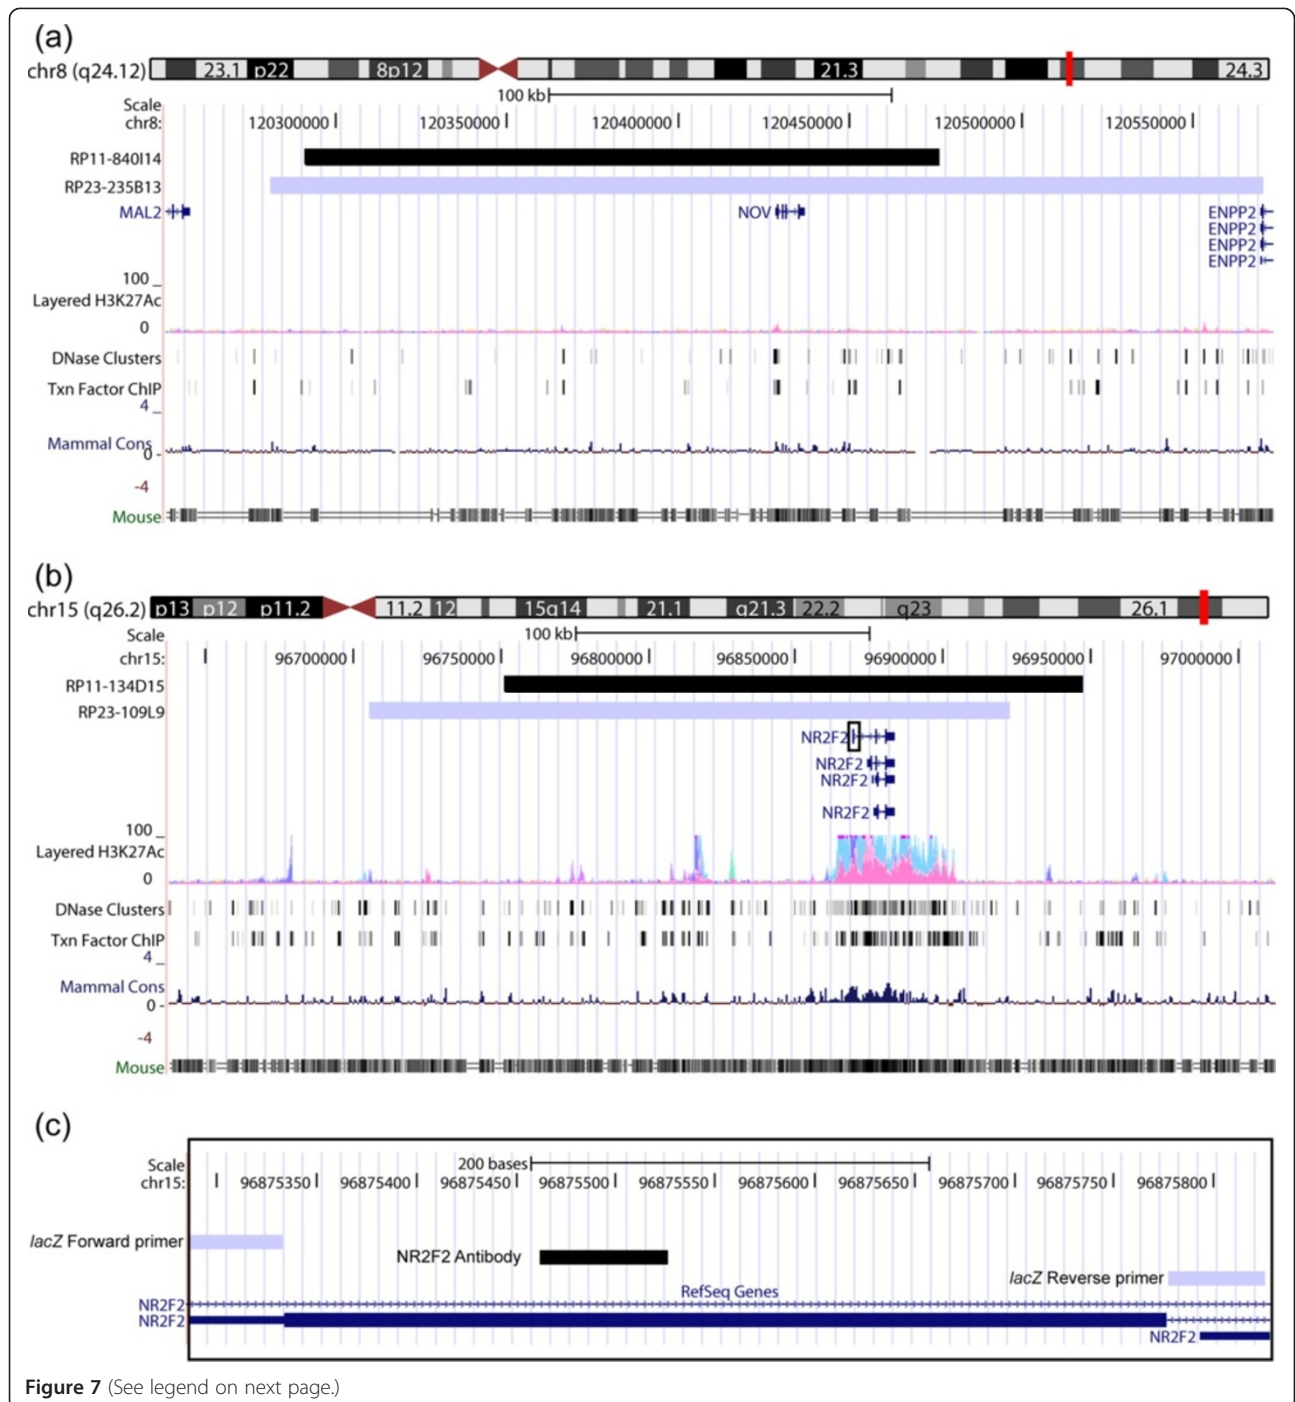 (a)
chr8 (q24.12) 23.1 p22 8p12 21.3 24.3
Scale 100 kb
chr8: 120300000 120350000 120400000 120450000 120500000 120550000
RP11-840I14
RP23-235B13
MAL2 NOV ENPP2
ENPP2
ENPP2
ENPP2
100
Layered H3K27Ac
0
DNase Clusters
Txn Factor ChIP
4
Mammal Cons
0
-4
Mouse
(b)
chr15 (q26.2) p13 p12 p11.2 11.2 12 15q14 21.1 q21.3 22.2 q23 26.1
Scale 100 kb
chr15: 96700000 96750000 96800000 96850000 96900000 96950000 97000000
RP11-134D15
RP23-109L9
NR2F2
NR2F2
NR2F2
NR2F2
100
Layered H3K27Ac
0
DNase Clusters
Txn Factor ChIP
4
Mammal Cons
0
-4
Mouse
(c)
Scale 200 bases
chr15: 96875350 96875400 96875450 96875500 96875550 96875600 96875650 96875700 96875750 96875800
lacZ Forward primer
NR2F2 Antibody
lacZ Reverse primer
RefSeq Genes
NR2F2
NR2F2
NR2F2
Figure 7 (See legend on next page.)